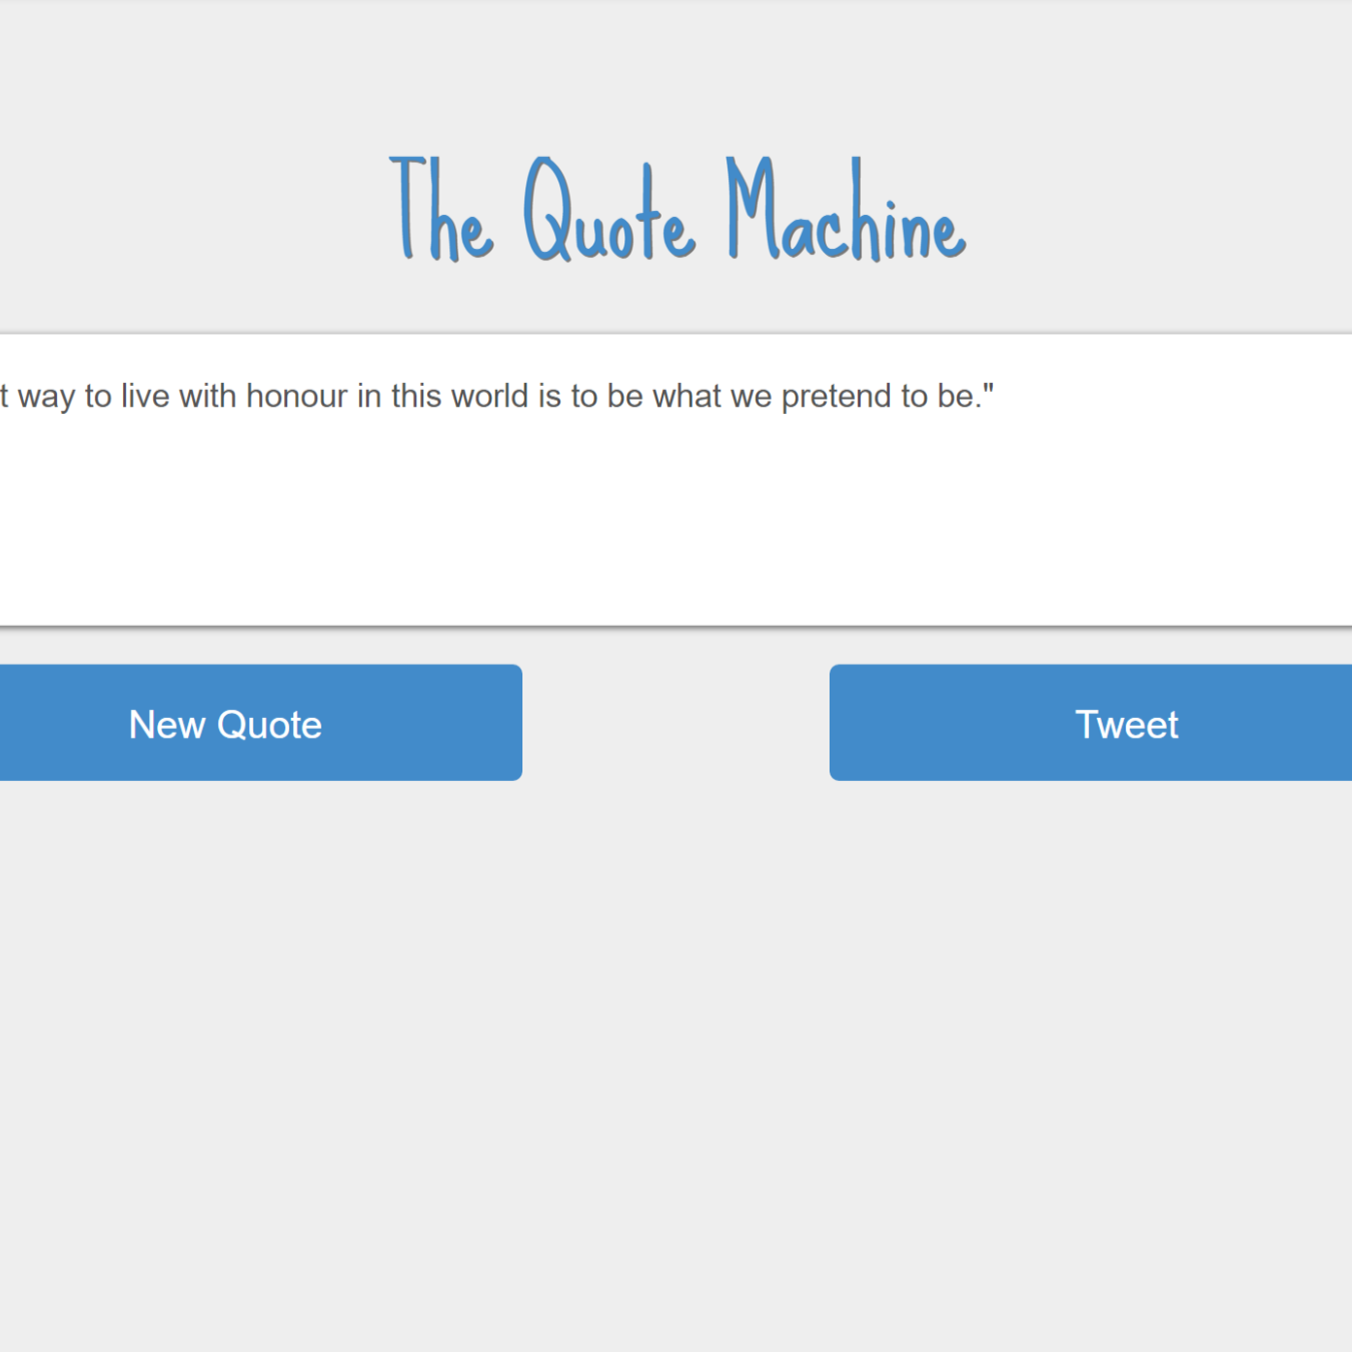 The Quote Machine
way to live with honour in this world is to be what we pretend to be."
New Quote
Tweet